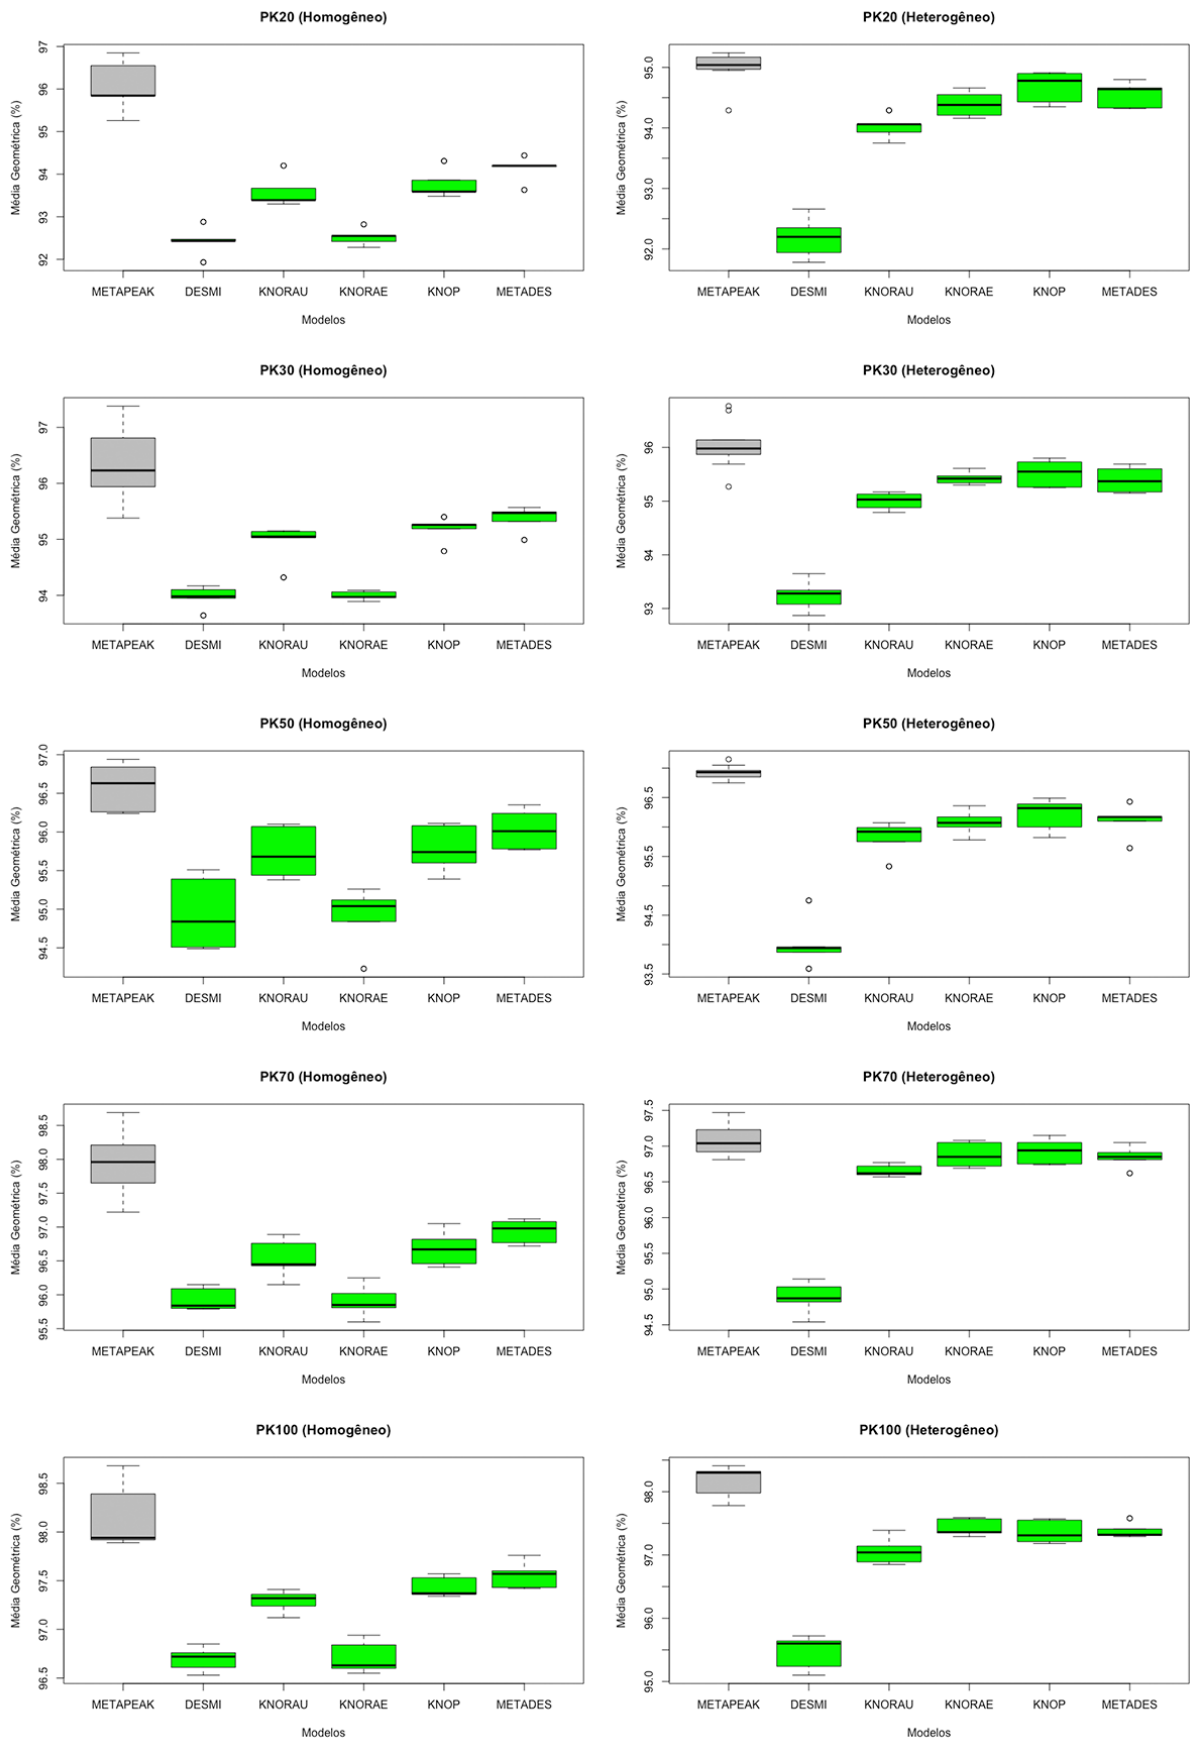 PK20 (Homogêneo)
Média Geométrica (%)
97
96
95
94
93
92
METAPEAK DESMI KNORAU KNORAE KNOP METADES
Modelos
PK20 (Heterogêneo)
Média Geométrica (%)
95.0
94.0
93.0
92.0
METAPEAK DESMI KNORAU KNORAE KNOP METADES
Modelos
PK30 (Homogêneo)
Média Geométrica (%)
97
96
95
94
METAPEAK DESMI KNORAU KNORAE KNOP METADES
Modelos
PK30 (Heterogêneo)
Média Geométrica (%)
96
95
94
93
METAPEAK DESMI KNORAU KNORAE KNOP METADES
Modelos
PK50 (Homogêneo)
Média Geométrica (%)
97.0
96.5
96.0
95.5
95.0
94.5
METAPEAK DESMI KNORAU KNORAE KNOP METADES
Modelos
PK50 (Heterogêneo)
Média Geométrica (%)
96.5
95.5
94.5
93.5
METAPEAK DESMI KNORAU KNORAE KNOP METADES
Modelos
PK70 (Homogêneo)
Média Geométrica (%)
98.5
98.0
97.5
97.0
96.5
96.0
95.5
METAPEAK DESMI KNORAU KNORAE KNOP METADES
Modelos
PK70 (Heterogêneo)
Média Geométrica (%)
97.5
97.0
96.5
96.0
95.5
95.0
94.5
METAPEAK DESMI KNORAU KNORAE KNOP METADES
Modelos
PK100 (Homogêneo)
Média Geométrica (%)
98.5
98.0
97.5
97.0
96.5
METAPEAK DESMI KNORAU KNORAE KNOP METADES
Modelos
PK100 (Heterogêneo)
Média Geométrica (%)
98.0
97.0
96.0
95.0
METAPEAK DESMI KNORAU KNORAE KNOP METADES
Modelos